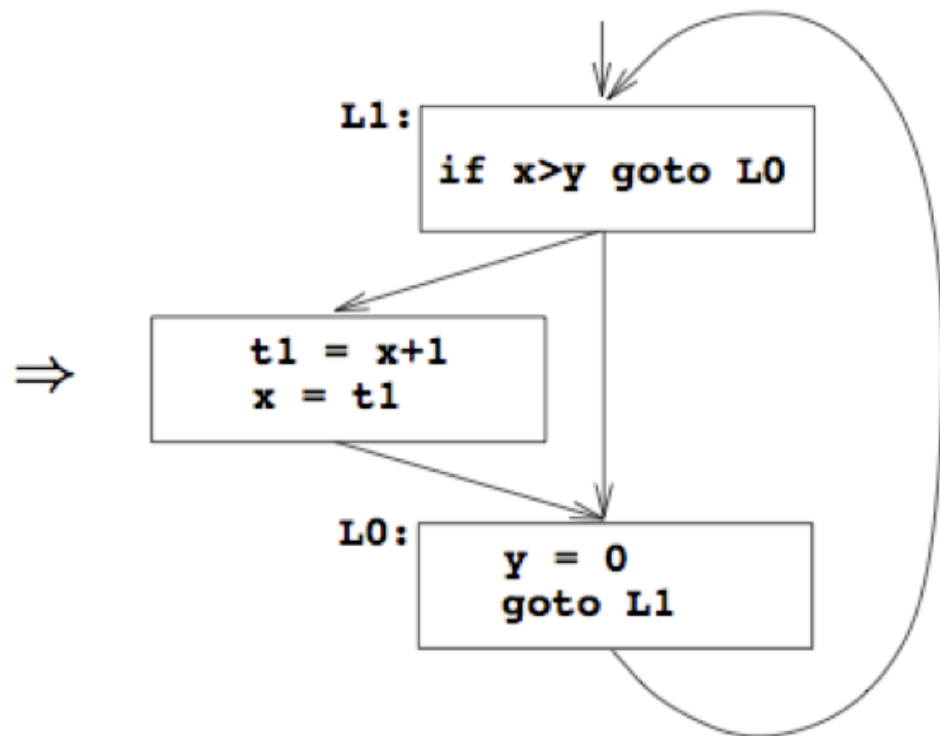 L1:
if x>y goto L0
⇒
t1 = x+1
x = t1
L0:
y = 0
goto L1